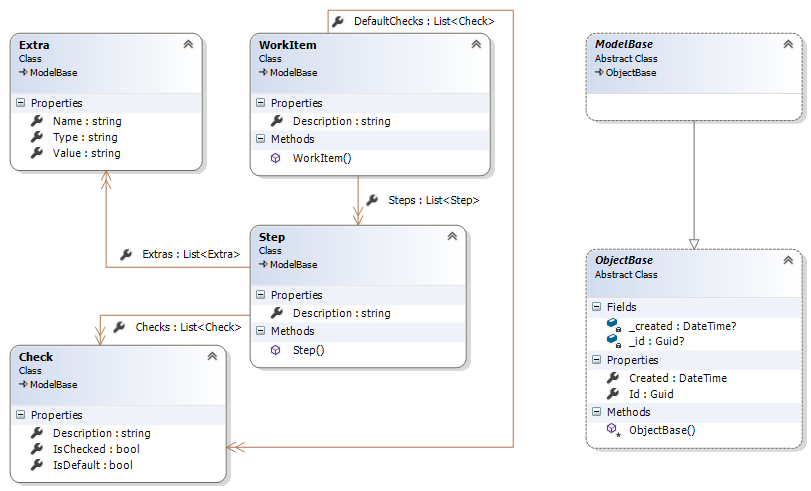 DefaultChecks : List<Check>
Extra
Class
ModelBase
Properties
Name : string
Type : string
Value : string
WorkItem
Class
ModelBase
Properties
Description : string
Methods
WorkItem()
ModelBase
Abstract Class
ObjectBase
Steps : List<Step>
Extras : List<Extra>
Step
Class
ModelBase
Properties
Description : string
Methods
Step()
Checks : List<Check>
Check
Class
ModelBase
Properties
Description : string
IsChecked : bool
IsDefault : bool
ObjectBase
Abstract Class
Fields
_created : DateTime?
_id : Guid?
Properties
Created : DateTime
Id : Guid
Methods
ObjectBase()